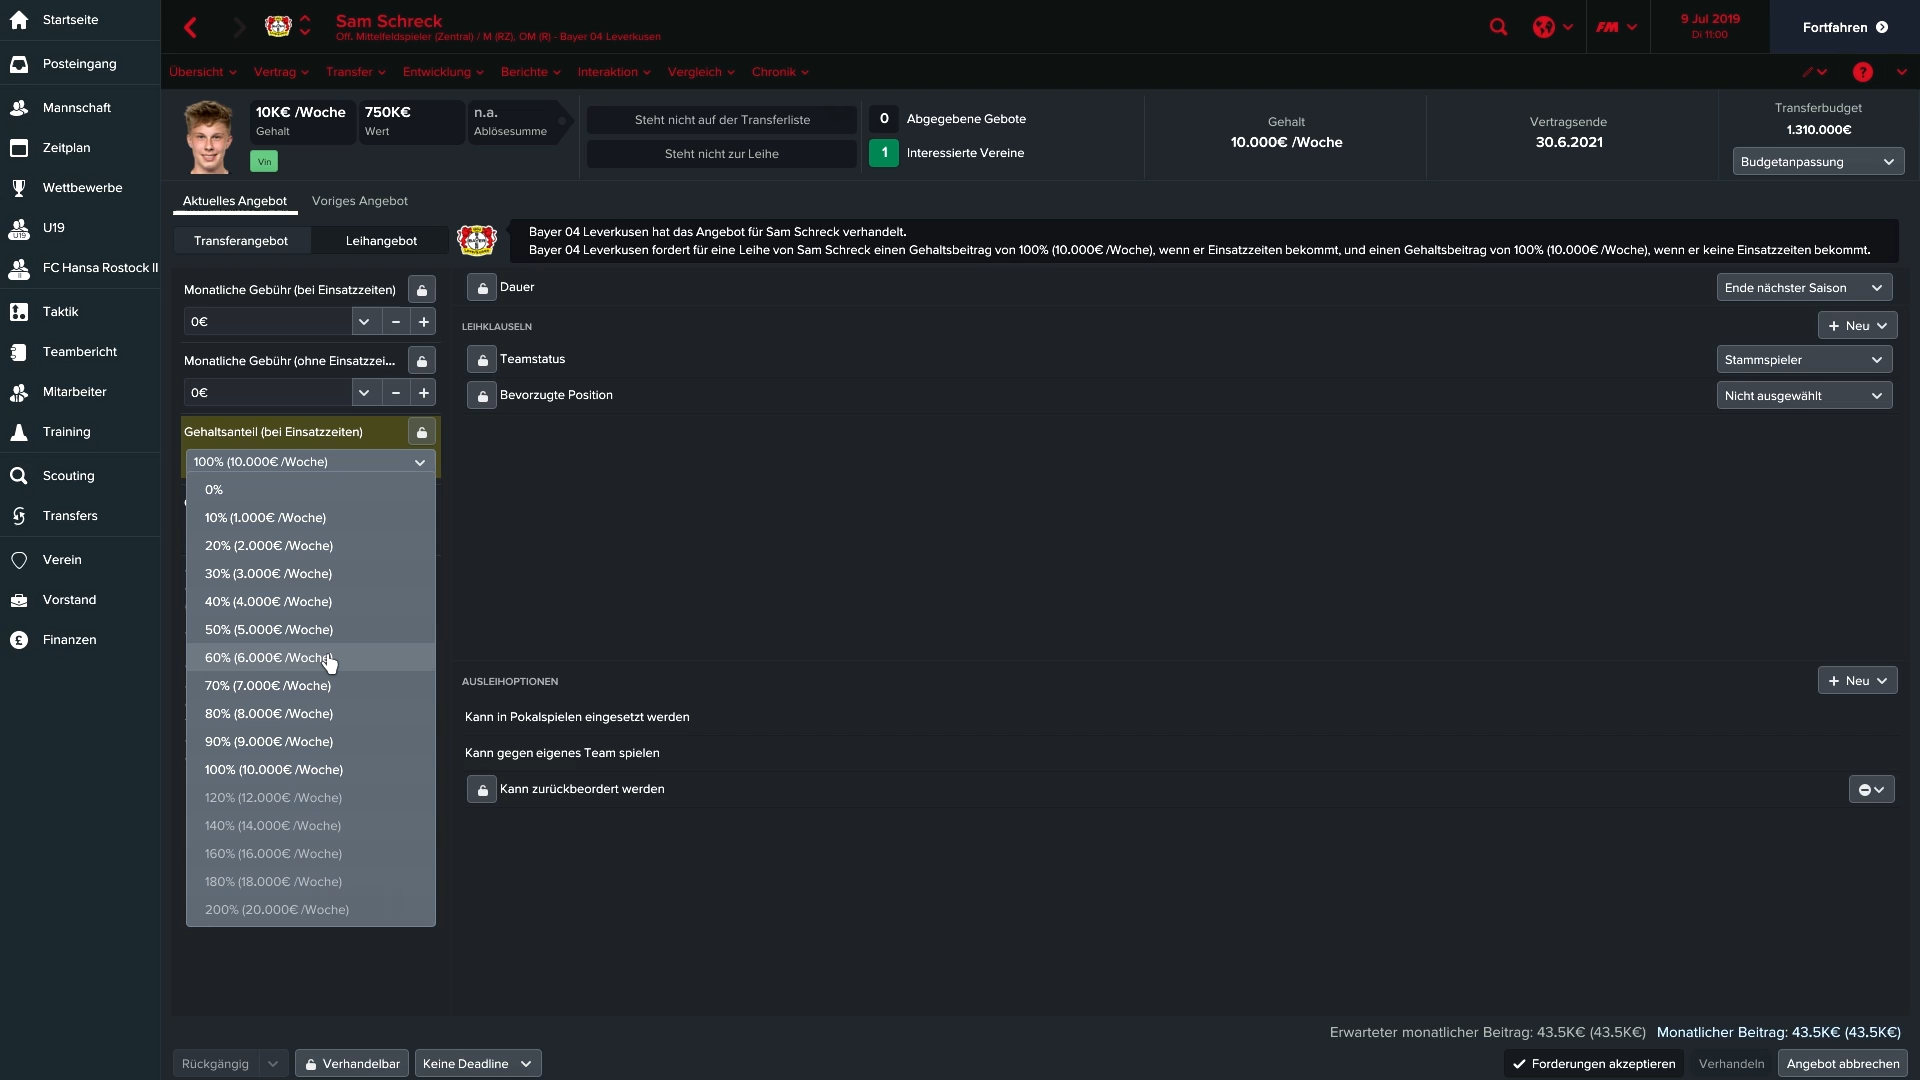 Startseite
Posteingang
Mannschaft
Zeitplan
Wettbewerbe
U19
FC Hansa Rostock II
Taktik
Teambericht
Mitarbeiter
Training
Scouting
Transfers
Verein
Vorstand
Finanzen
Sam Schreck
Off. Mittelfeldspieler (Zentral) / M (RZ), OM (R) - Bayer 04 Leverkusen
FM
9 Jul 2019
Di 11:00
Fortfahren
Übersicht
Vertrag
Transfer
Entwicklung
Berichte
Interaktion
Vergleich
Chronik
10K€ /Woche
Gehalt
750K€
Wert
n.a.
Ablösesumme
Vin
Steht nicht auf der Transferliste
Steht nicht zur Leihe
0 Abgegebene Gebote
1 Interessierte Vereine
Gehalt
10.000€ /Woche
Vertragsende
30.6.2021
Transferbudget
1.310.000€
Budgetanpassung
Aktuelles Angebot
Voriges Angebot
Transferangebot
Leihangebot
Bayer 04 Leverkusen hat das Angebot für Sam Schreck verhandelt.
Bayer 04 Leverkusen fordert für eine Leihe von Sam Schreck einen Gehaltsbeitrag von 100% (10.000€ /Woche), wenn er Einsatzzeiten bekommt, und einen Gehaltsbeitrag von 100% (10.000€ /Woche), wenn er keine Einsatzzeiten bekommt.
Monatliche Gebühr (bei Einsatzzeiten)
0€
Monatliche Gebühr (ohne Einsatzzei...
0€
Gehaltsanteil (bei Einsatzzeiten)
100% (10.000€ /Woche)
0%
10% (1.000€ /Woche)
20% (2.000€ /Woche)
30% (3.000€ /Woche)
40% (4.000€ /Woche)
50% (5.000€ /Woche)
60% (6.000€ /Woche)
70% (7.000€ /Woche)
80% (8.000€ /Woche)
90% (9.000€ /Woche)
100% (10.000€ /Woche)
120% (12.000€ /Woche)
140% (14.000€ /Woche)
160% (16.000€ /Woche)
180% (18.000€ /Woche)
200% (20.000€ /Woche)
Dauer
Ende nächster Saison
LEIHKLAUSELN
+ Neu
Teamstatus
Stammspieler
Bevorzugte Position
Nicht ausgewählt
AUSLEIHOPTIONEN
+ Neu
Kann in Pokalspielen eingesetzt werden
Kann gegen eigenes Team spielen
Kann zurückbeordert werden
Erwarteter monatlicher Beitrag: 43.5K€ (43.5K€) Monatlicher Beitrag: 43.5K€ (43.5K€)
Rückgängig
Verhandelbar
Keine Deadline
Forderungen akzeptieren
Verhandeln
Angebot abbrechen